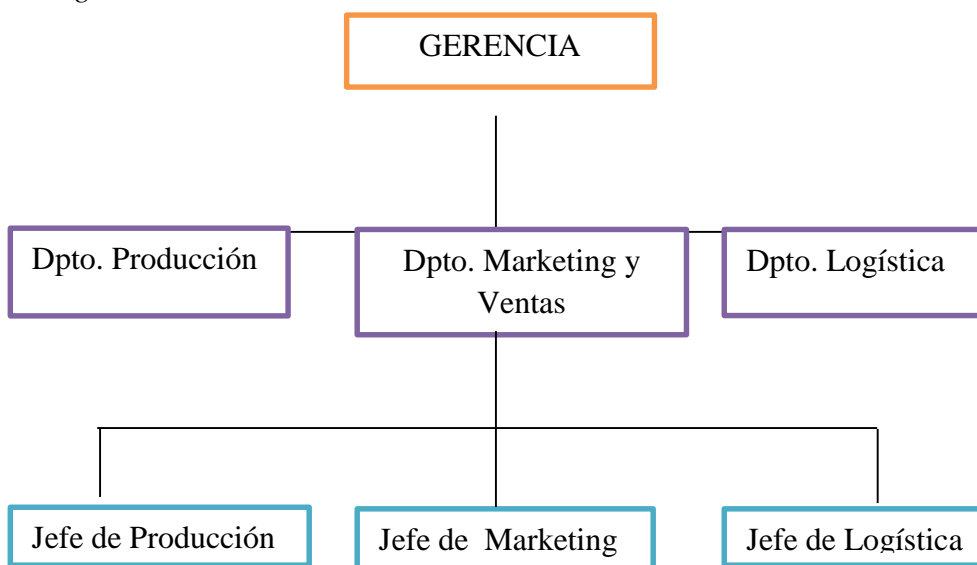 GERENCIA
Dpto. Producción
Dpto. Marketing y
Ventas
Dpto. Logística
Jefe de Producción
Jefe de Marketing
Jefe de Logística